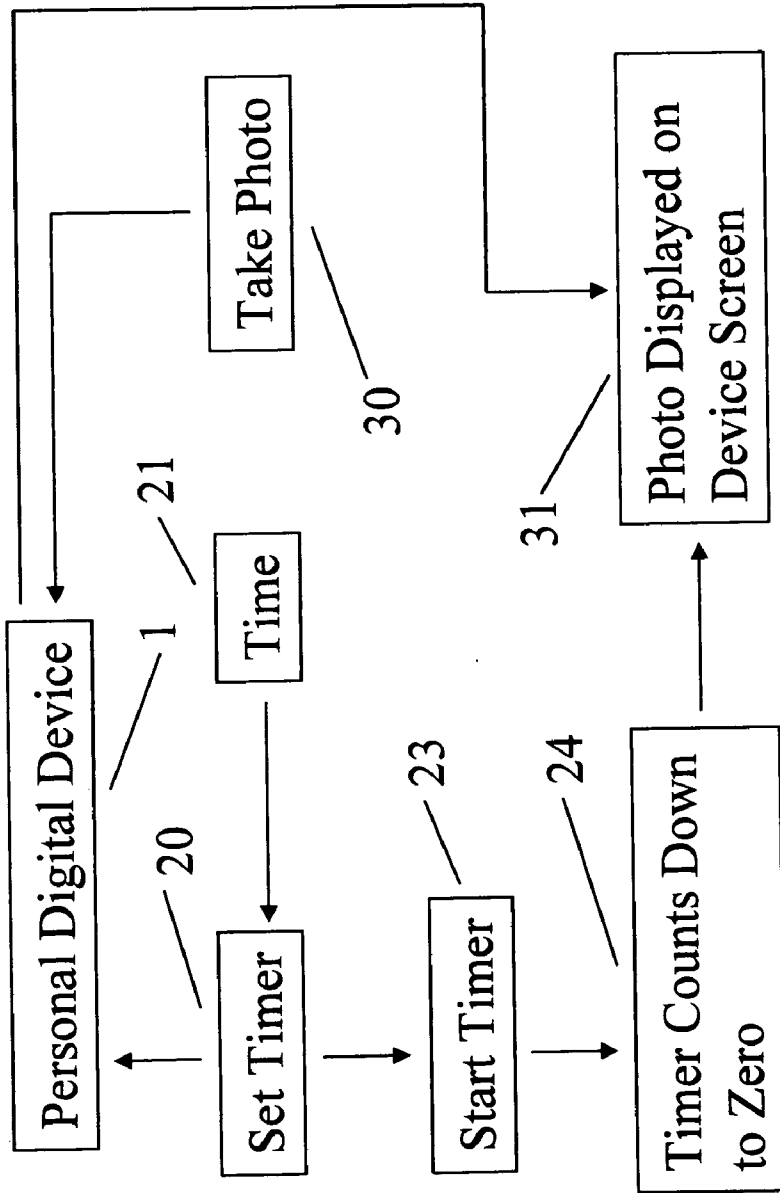 Personal Digital Device
1
20
21
Set Timer
Time
Take Photo
30
23
Start Timer
24
31
Timer Counts Down
to Zero
Photo Displayed on
Device Screen